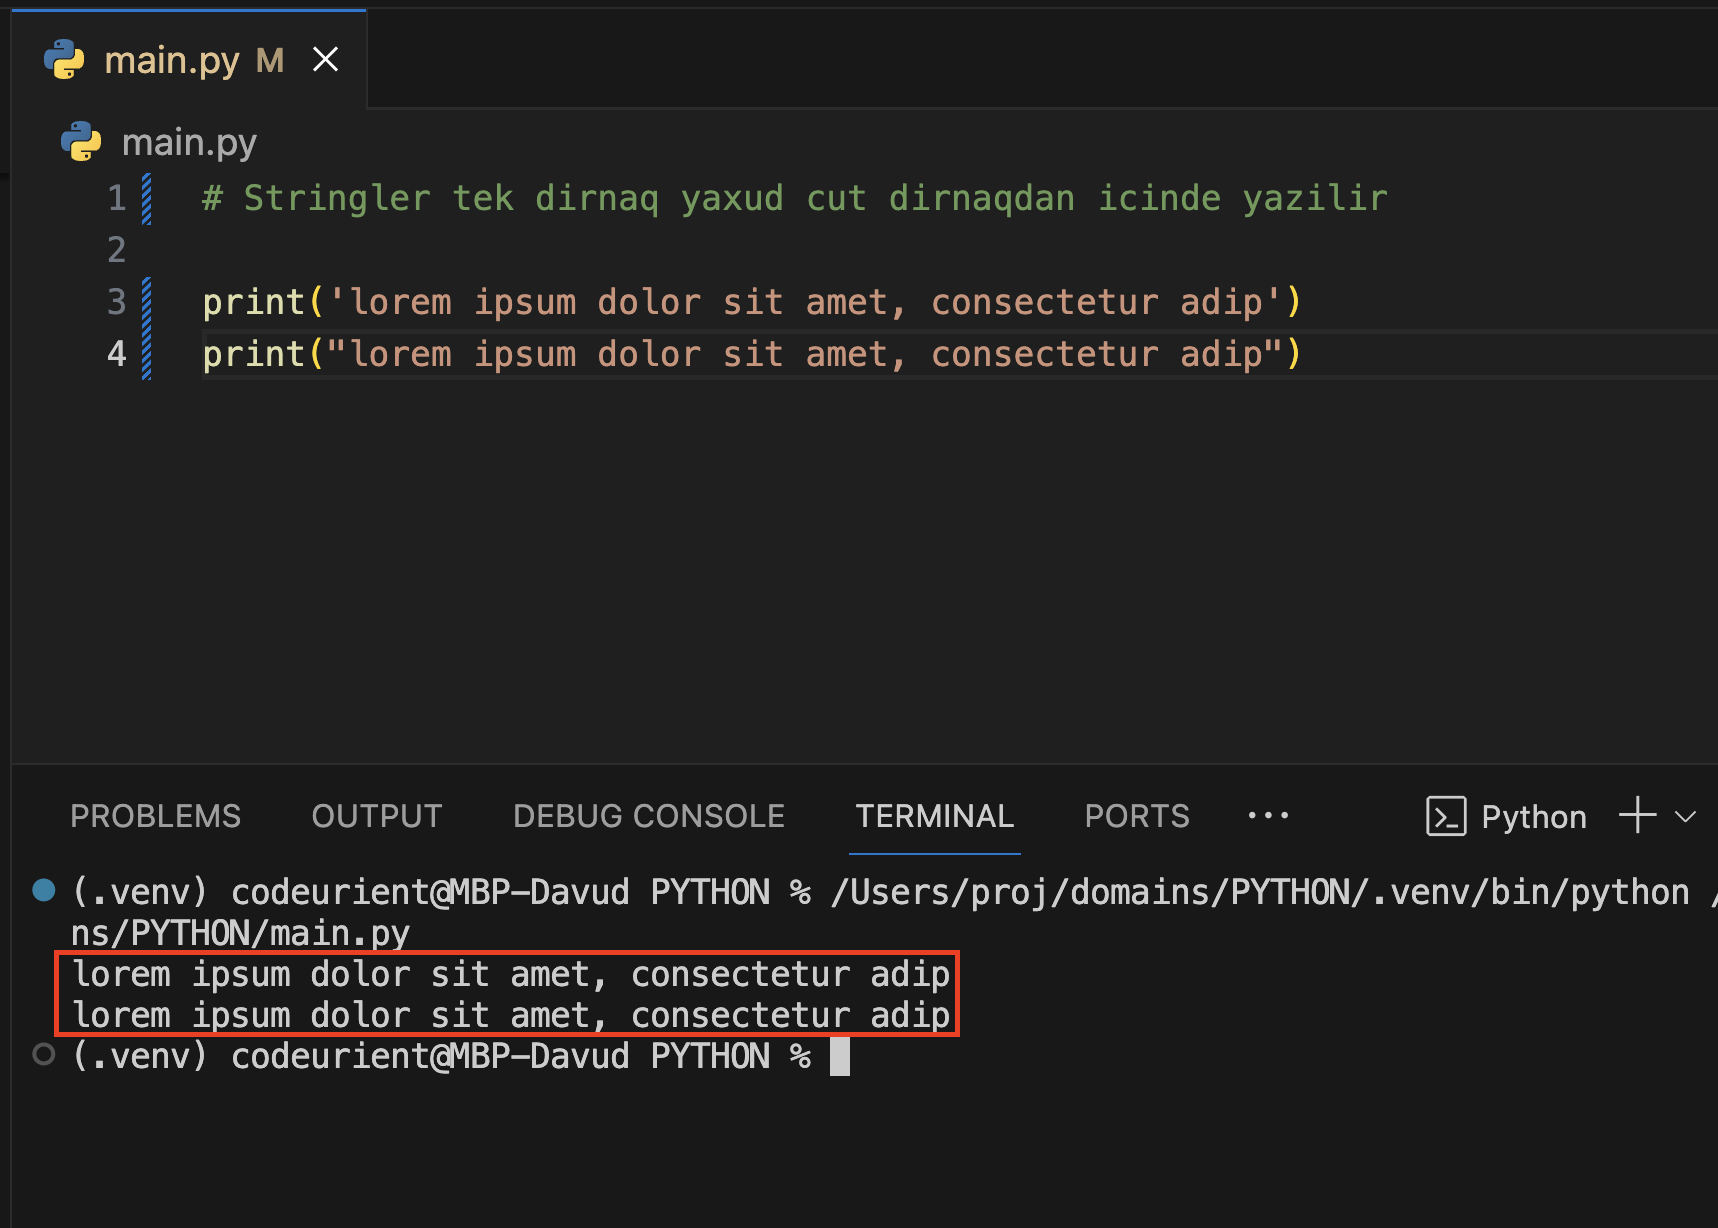 main.py M
main.py
1 # Stringler tek dirnaq yaxud cut dirnaqdan icinde yazilir
2
3 print('lorem ipsum dolor sit amet, consectetur adip')
4 print("lorem ipsum dolor sit amet, consectetur adip")
PROBLEMS OUTPUT DEBUG CONSOLE TERMINAL PORTS ... Python
(.venv) codeurient@MBP-Davud PYTHON % /Users/proj/domains/PYTHON/.venv/bin/python /
ns/PYTHON/main.py
lorem ipsum dolor sit amet, consectetur adip
lorem ipsum dolor sit amet, consectetur adip
(.venv) codeurient@MBP-Davud PYTHON %